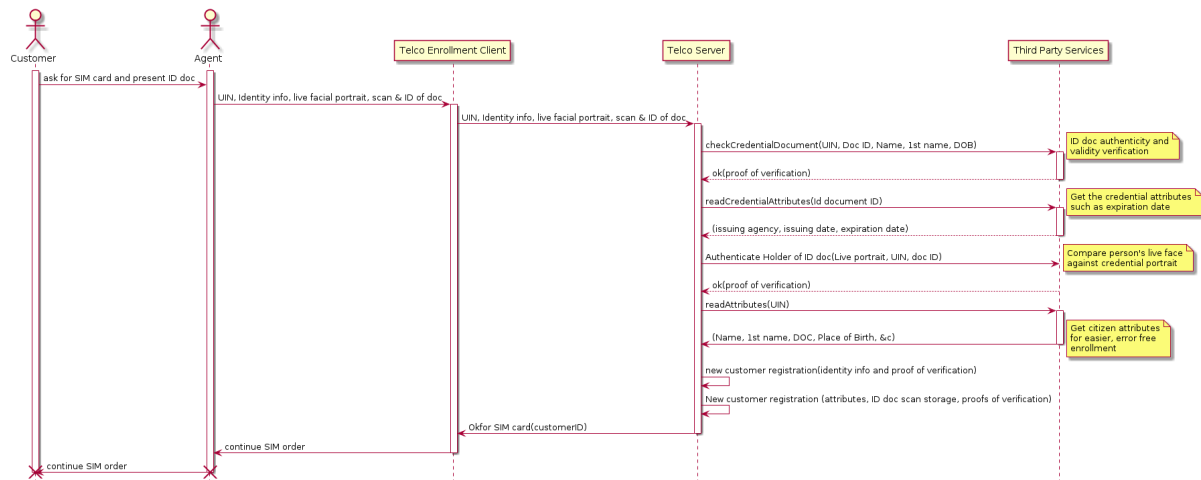 Customer
Agent
Telco Enrollment Client
Telco Server
Third Party Services
ask for SIM card and present ID doc
UIN, Identity info, live facial portrait, scan & ID of doc
UIN, Identity info, live facial portrait, scan & ID of doc
checkCredentialDocument(UIN, Doc ID, Name, 1st name, DOB)
ID doc authenticity and
validity verification
ok(proof of verification)
readCredentialAttributes(Id document ID)
Get the credential attributes
such as expiration date
(issuing agency, issuing date, expiration date)
Authenticate Holder of ID doc(Live portrait, UIN, doc ID)
Compare person's live face
against credential portrait
ok(proof of verification)
readAttributes(UIN)
Get citizen attributes
for easier, error free
enrollment
(Name, 1st name, DOC, Place of Birth, &c)
new customer registration(identity info and proof of verification)
New customer registration (attributes, ID doc scan storage, proofs of verification)
Okfor SIM card(customerID)
continue SIM order
continue SIM order